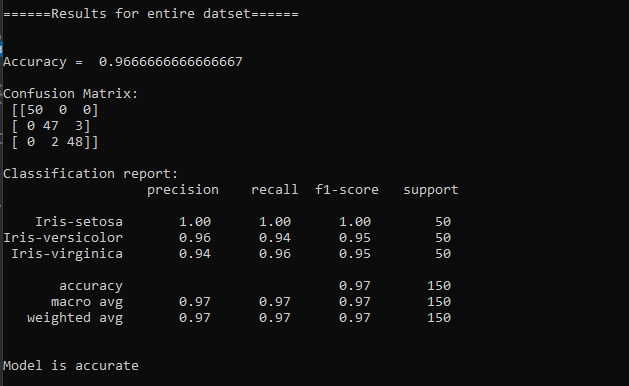 ======Results for entire datset======
Accuracy =  0.9666666666666667
Confusion Matrix:
[[50  0  0]
[ 0 47  3]
[ 0  2 48]]
Classification report:
precision    recall  f1-score   support
Iris-setosa       1.00      1.00      1.00        50
Iris-versicolor       0.96      0.94      0.95        50
Iris-virginica       0.94      0.96      0.95        50
accuracy                           0.97       150
macro avg       0.97      0.97      0.97       150
weighted avg       0.97      0.97      0.97       150
Model is accurate